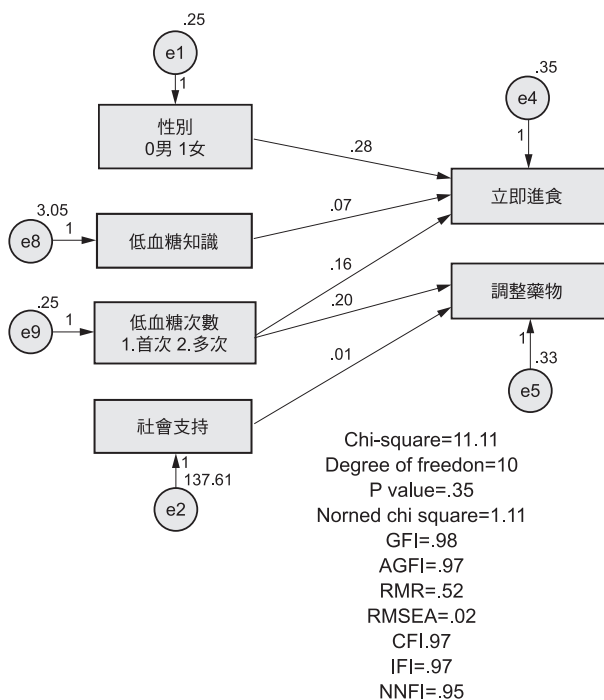 .25
e1
1
性別
0男 1女
.28
.35
e4
1
立即進食
3.05
e8
1
低血糖知識
.07
.16
.25
e9
1
低血糖次數
1.首次 2.多次
.20
調整藥物
.01
1
.33
e5
社會支持
1
137.61
e2
Chi-square=11.11
Degree of freedon=10
P value=.35
Norned chi square=1.11
GFI=.98
AGFI=.97
RMR=.52
RMSEA=.02
CFI.97
IFI=.97
NNFI=.95